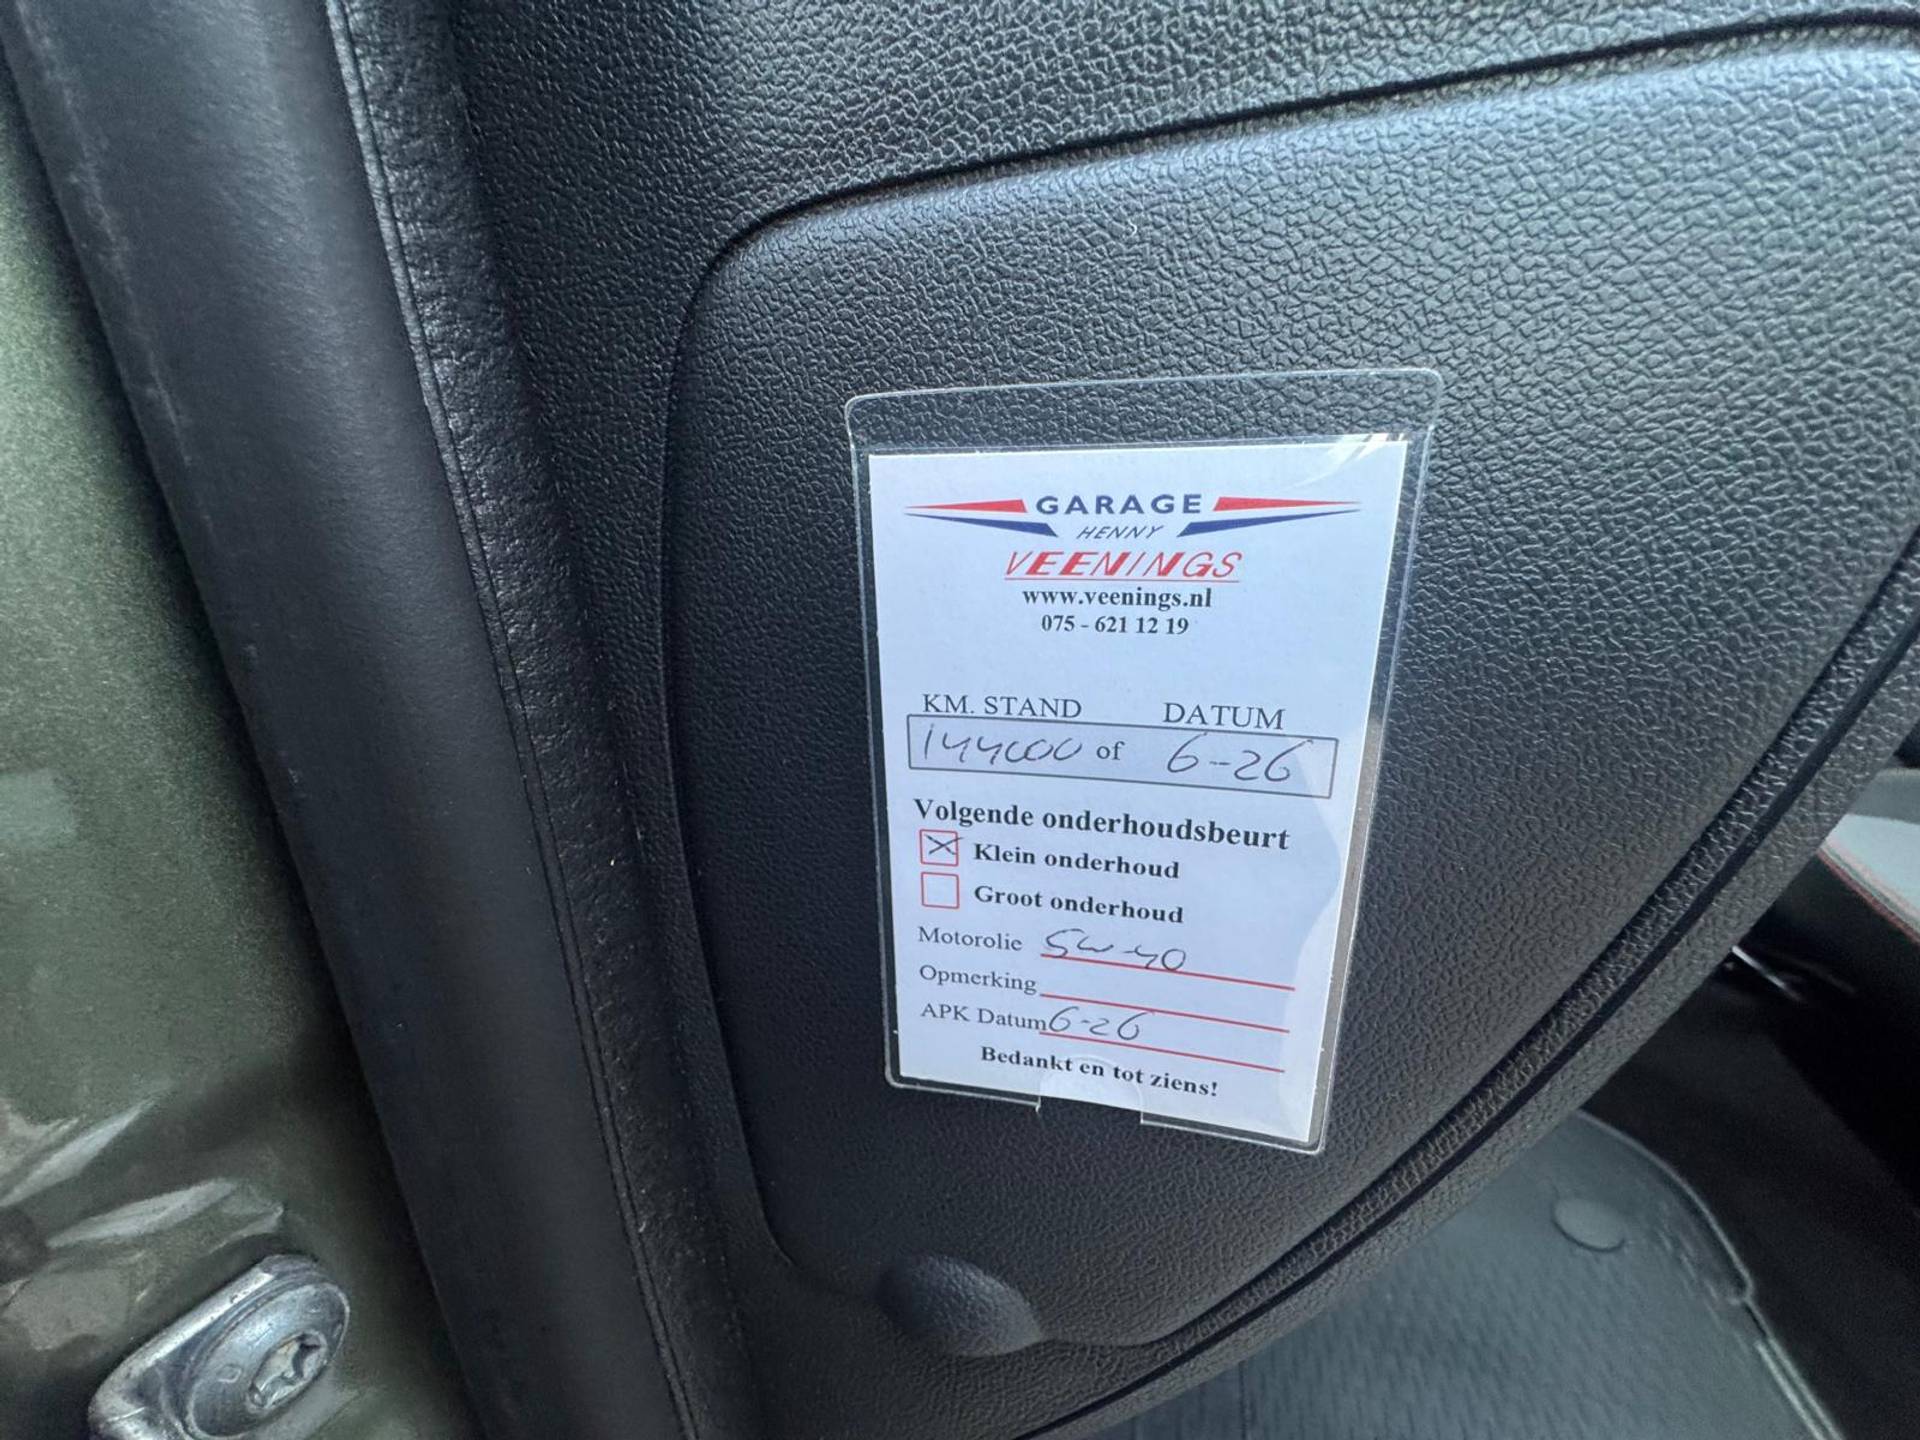 GARAGE
HENNY
VEENINGS
www.veenings.nl
075 - 621 12 19
KM. STAND DATUM
144000 of 6-26
Volgende onderhoudsbeurt
Klein onderhoud
Groot onderhoud
Motorolie 5w-40
Opmerking
APK Datum 6-26
Bedankt en tot ziens!